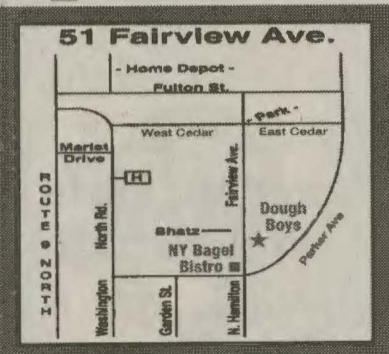 51 Fairview Ave.
- Home Depot -
Fulton St.
- Park -
West Cedar
East Cedar
Marist
Drive
H
ROUTE 9 NORTH
North Rd.
Fairview Ave.
Dough
Boys
Parker Ave
Bhatz
NY Bagel
Bistro
Washington
Garden St.
N. Hamilton